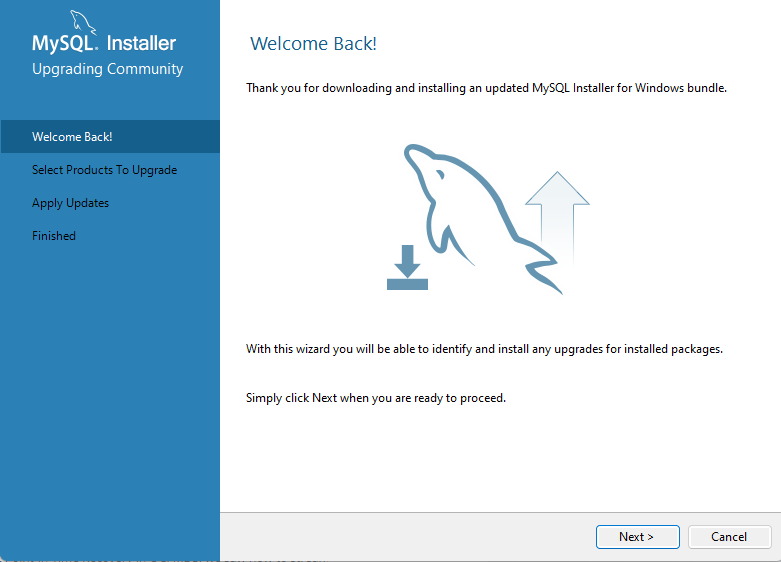 MySQL. Installer
Upgrading Community
Welcome Back!
Select Products To Upgrade
Apply Updates
Finished
Welcome Back!
Thank you for downloading and installing an updated MySQL Installer for Windows bundle.
With this wizard you will be able to identify and install any upgrades for installed packages.
Simply click Next when you are ready to proceed.
Next >
Cancel